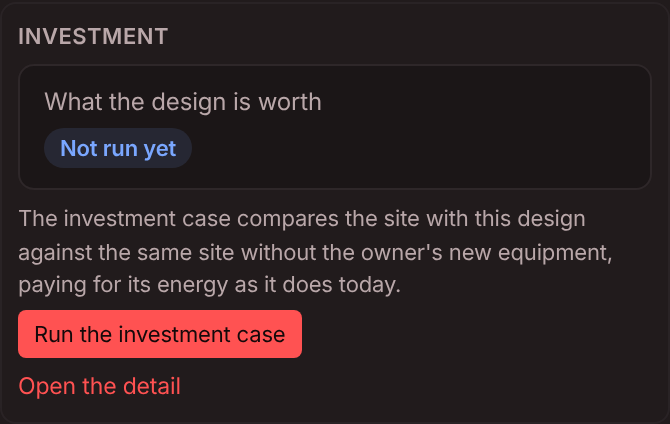 INVESTMENT
What the design is worth
Not run yet
The investment case compares the site with this design
against the same site without the owner's new equipment,
paying for its energy as it does today.
Run the investment case
Open the detail